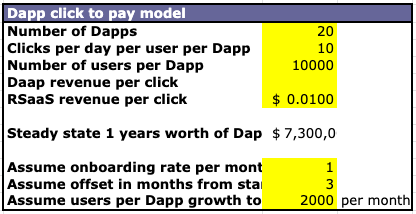 Dapp click to pay model
Number of Dapps 20
Clicks per day per user per Dapp 10
Number of users per Dapp 10000
Daap revenue per click
RSaaS revenue per click $ 0.0100
Steady state 1 years worth of Dap $ 7,300,0
Assume onboarding rate per mont 1
Assume offset in months from sta 3
Assume users per Dapp growth to 2000 per month